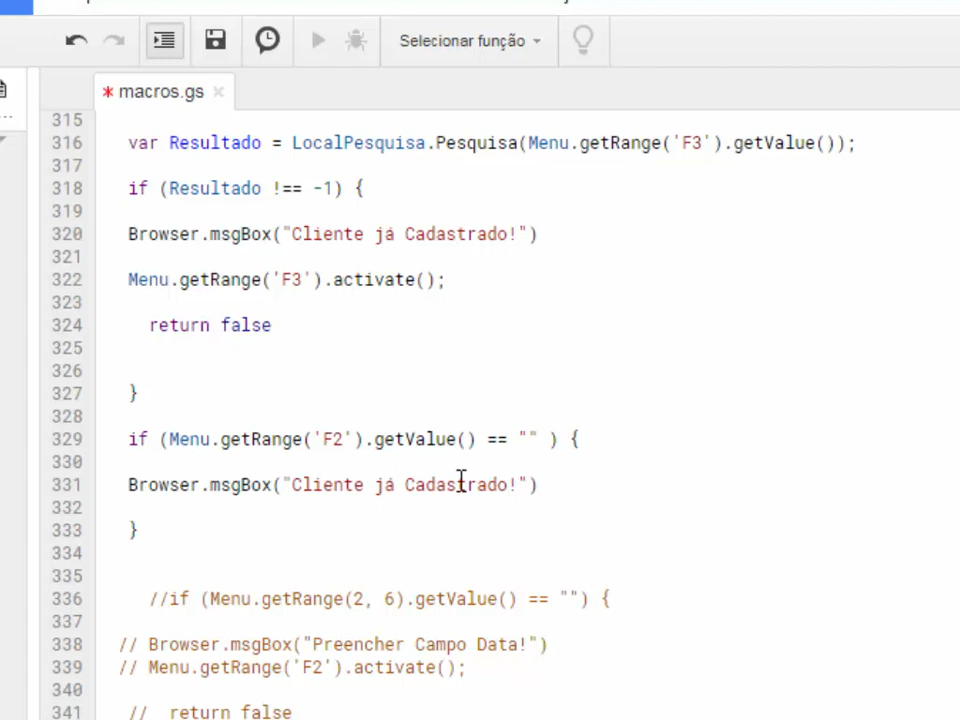 Selecionar função
* macros.gs ×
315
316 var Resultado = LocalPesquisa.Pesquisa(Menu.getRange('F3').getValue());
317
318 if (Resultado !== -1) {
319
320 Browser.msgBox("Cliente já Cadastrado!")
321
322 Menu.getRange('F3').activate();
323
324 return false
325
326
327 }
328
329 if (Menu.getRange('F2').getValue() == "" ) {
330
331 Browser.msgBox("Cliente já Cadastrado!")
332
333 }
334
335
336 //if (Menu.getRange(2, 6).getValue() == "") {
337
338 // Browser.msgBox("Preencher Campo Data!")
339 // Menu.getRange('F2').activate();
340
341 // return false